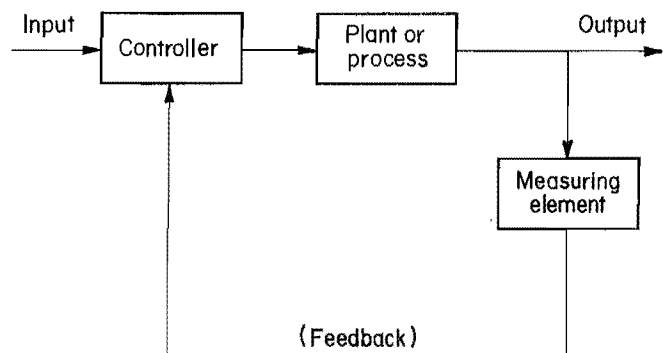 Input
Controller
Plant or
process
Output
Measuring
element
(Feedback)